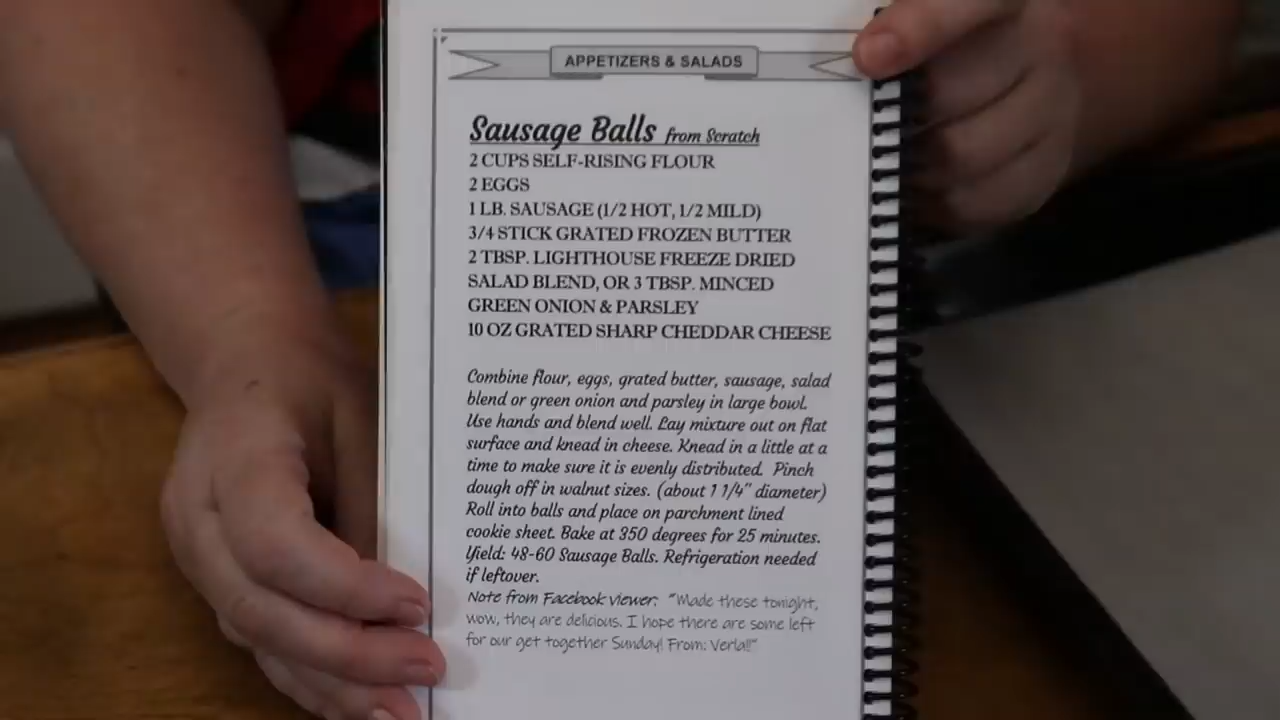 APPETIZERS & SALADS
Sausage Balls from Scratch
2 CUPS SELF-RISING FLOUR
2 EGGS
1 LB. SAUSAGE (1/2 HOT, 1/2 MILD)
3/4 STICK GRATED FROZEN BUTTER
2 TBSP. LIGHTHOUSE FREEZE DRIED
SALAD BLEND, OR 3 TBSP. MINCED
GREEN ONION & PARSLEY
10 OZ GRATED SHARP CHEDDAR CHEESE
Combine flour, eggs, grated butter, sausage, salad
blend or green onion and parsley in large bowl.
Use hands and blend well. Lay mixture out on flat
surface and knead in cheese. Knead in a little at a
time to make sure it is evenly distributed. Pinch
dough off in walnut sizes. (about 1 1/4" diameter)
Roll into balls and place on parchment lined
cookie sheet. Bake at 350 degrees for 25 minutes.
Yield: 48-60 Sausage Balls. Refrigeration needed
if leftover.
Note from Facebook viewer: "Made these tonight,
wow, they are delicious. I hope there are some left
for our get together Sunday! From: Verla!!"